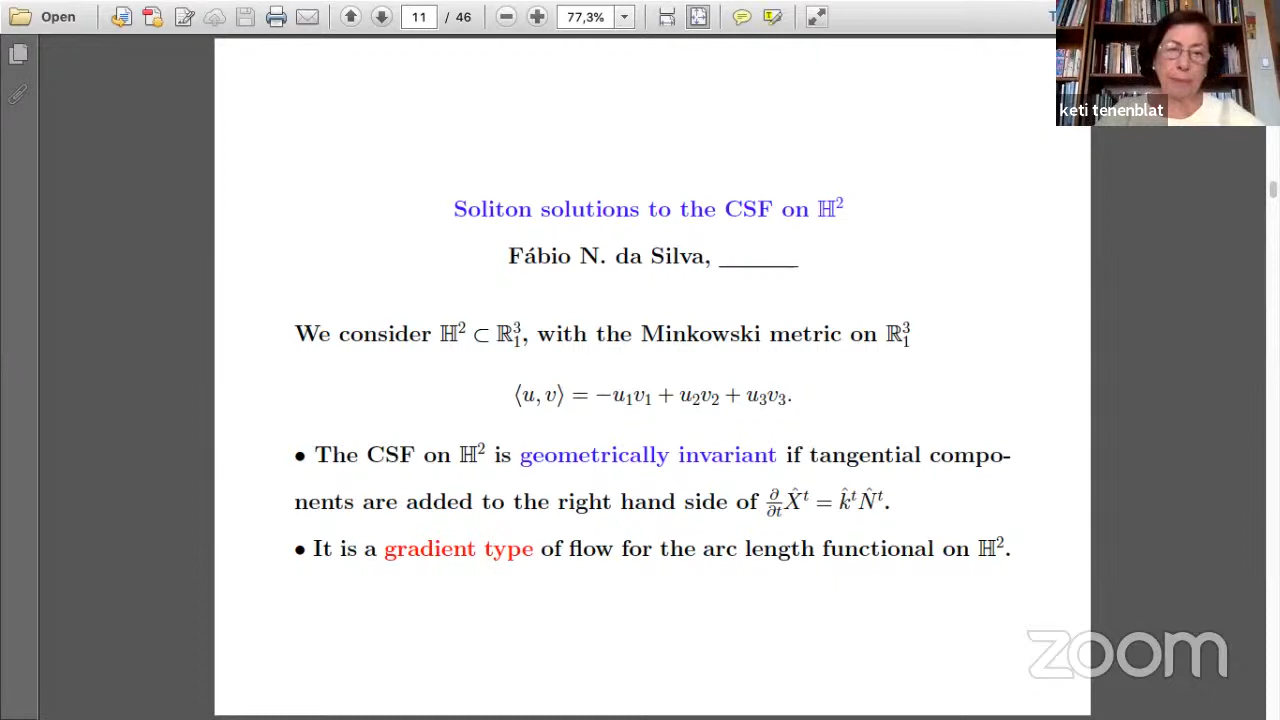 Open
11 / 46
77,3%
keti tenenblat
Soliton solutions to the CSF on ℍ²
Fábio N. da Silva, ______
We consider ℍ² ⊂ ℝ³₁, with the Minkowski metric on ℝ³₁
⟨u, v⟩ = −u₁v₁ + u₂v₂ + u₃v₃.
• The CSF on ℍ² is geometrically invariant if tangential compo-
nents are added to the right hand side of ∂/∂t X̂ᵗ = k̂ᵗN̂ᵗ.
• It is a gradient type of flow for the arc length functional on ℍ².
zoom